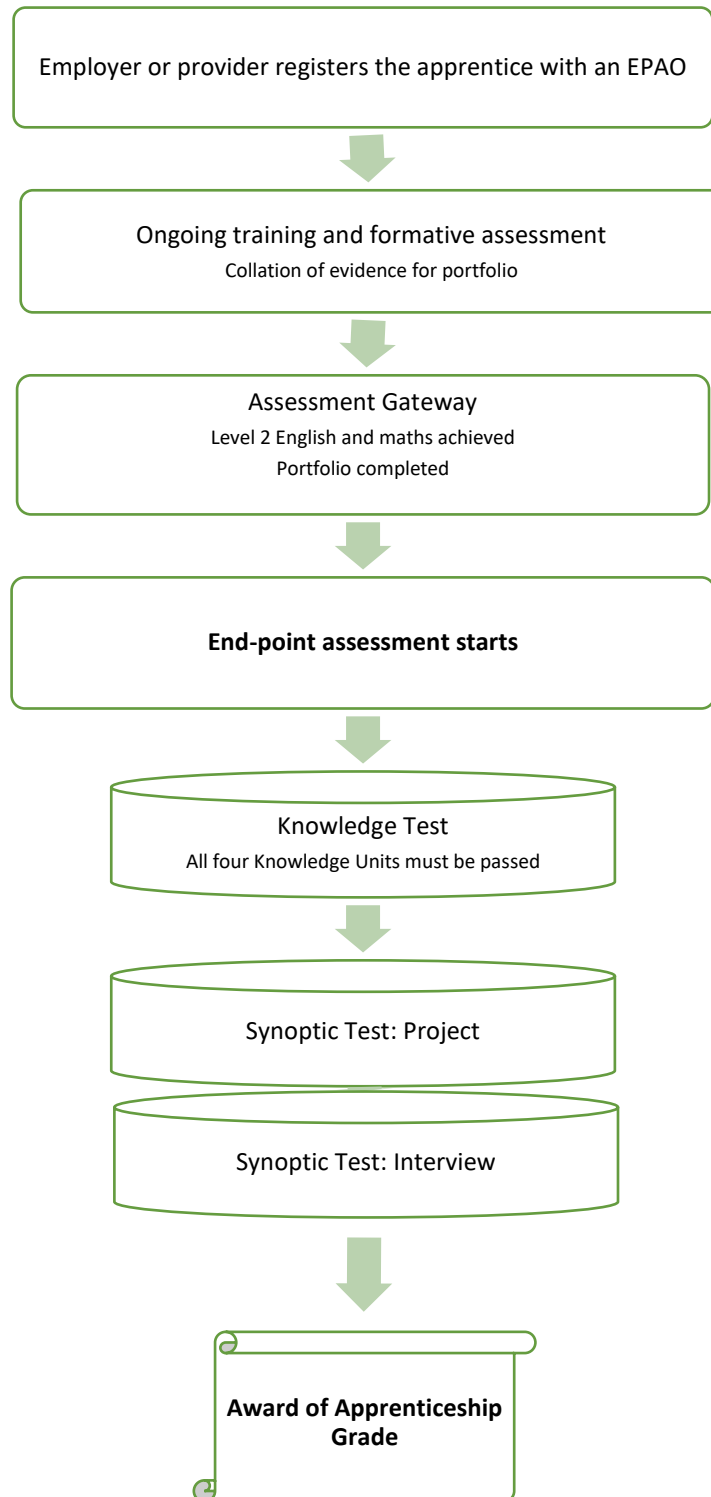 Employer or provider registers the apprentice with an EPAO
Ongoing training and formative assessment
Collation of evidence for portfolio
Assessment Gateway
Level 2 English and maths achieved
Portfolio completed
End-point assessment starts
Knowledge Test
All four Knowledge Units must be passed
Synoptic Test: Project
Synoptic Test: Interview
Award of Apprenticeship
Grade